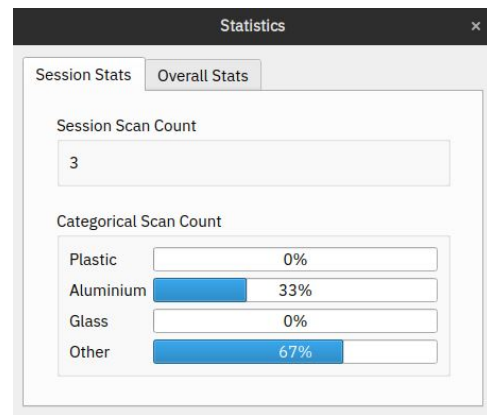 Statistics ×
Session Stats Overall Stats
Session Scan Count
3
Categorical Scan Count
Plastic 0%
Aluminium 33%
Glass 0%
Other 67%